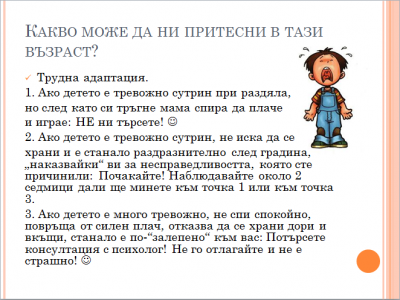 Какво може да ни притесни в тази
възраст?
✓ Трудна адаптация.
1. Ако детето е тревожно сутрин при раздяла,
но след като си тръгне мама спира да плаче
и играе: НЕ ни търсете! ☺
2. Ако детето е тревожно сутрин, не иска да се
храни и е станало раздразнително след градина,
„наказвайки“ ви за несправедливостта, която сте
причинили: Почакайте! Наблюдавайте около 2
седмици дали ще минете към точка 1 или към точка
3.
3. Ако детето е много тревожно, не спи спокойно,
повръща от силен плач, отказва да се храни дори и
вкъщи, станало е по-“залепено“ към вас: Потърсете
консултация с психолог! Не го отлагайте и не е
страшно! ☺